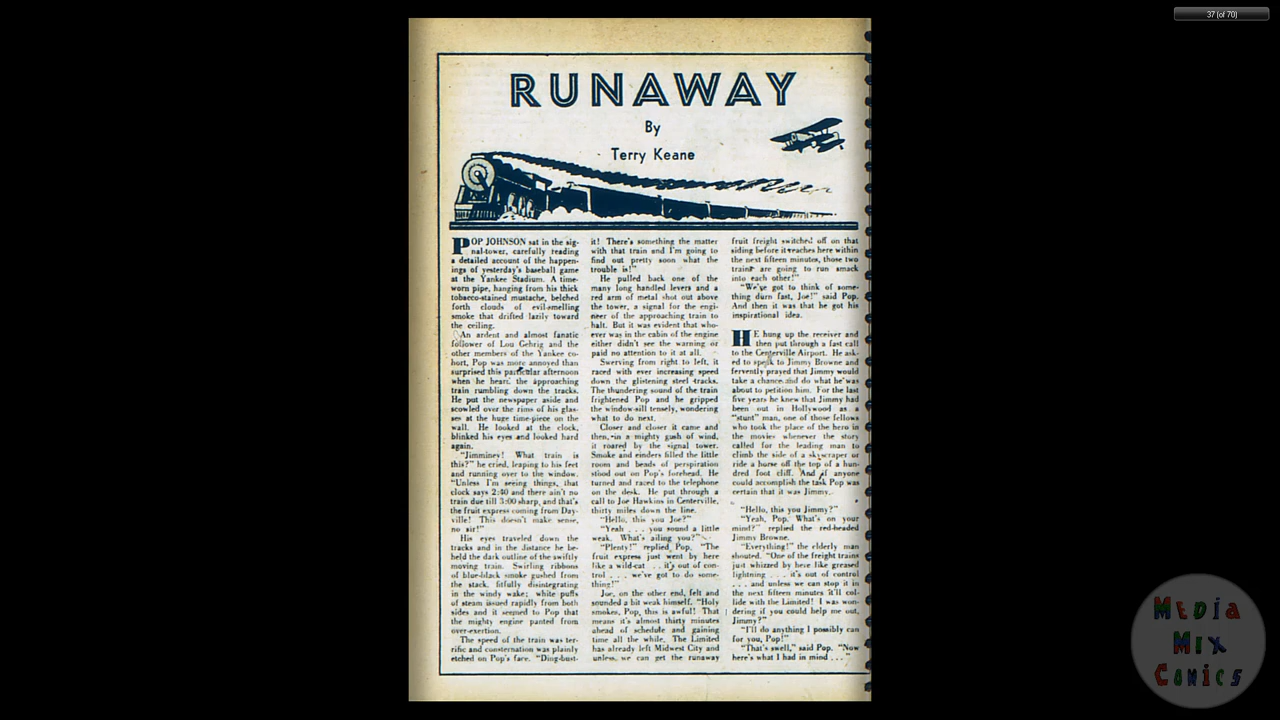 37 (of 70)
RUNAWAY
By
Terry Keane
POP JOHNSON sat in the sig-
nal-tower, carefully reading
a detailed account of the happen-
ings of yesterday's baseball game
at the Yankee Stadium. A time-
worn pipe, hanging from his thick
tobacco-stained mustache, belched
forth clouds of evil-smelling
smoke that drifted lazily toward
the ceiling.
An ardent and almost fanatic
follower of Lou Gehrig and the
other members of the Yankee co-
hort, Pop was more annoyed than
surprised this particular afternoon
when he heard the approaching
train rumbling down the tracks.
He put the newspaper aside and
scowled over the rims of his glas-
ses at the huge time-piece on the
wall. He looked at the clock,
blinked his eyes and looked hard
again.
"Jimminey! What train is
this?" he cried, leaping to his feet
and running over to the window.
"Unless I'm seeing things, that
clock says 2:40 and there ain't no
train due till 3:00 sharp, and that's
the fruit express coming from Day-
ville! This doesn't make sense,
no sir!"
His eyes traveled down the
tracks and in the distance he be-
held the dark outline of the swiftly
moving train. Swirling ribbons
of blue-black smoke gushed from
the stack, fitfully disintegrating
in the windy wake; white puffs
of steam issued rapidly from both
sides and it seemed to Pop that
the mighty engine panted from
over-exertion.
The speed of the train was ter-
rific and consternation was plainly
etched on Pop's face. "Ding-bust-
it! There's something the matter
with that train and I'm going to
find out pretty soon what the
trouble is!"
He pulled back one of the
many long handled levers and a
red arm of metal shot out above
the tower, a signal for the engi-
neer of the approaching train to
halt. But it was evident that who-
ever was in the cabin of the engine
either didn't see the warning or
paid no attention to it at all.
Swerving from right to left, it
raced with ever increasing speed
down the glistening steel tracks.
The thundering sound of the train
frightened Pop and he gripped
the window-sill tensely, wondering
what to do next.
Closer and closer it came and
then, in a mighty gush of wind,
it roared by the signal tower.
Smoke and cinders filled the little
room and beads of perspiration
stood out on Pop's forehead. He
turned and raced to the telephone
on the desk. He put through a
call to Joe Hawkins in Centerville,
thirty miles down the line.
"Hello, this you Joe?"
"Yeah . . . you sound a little
weak. What's ailing you?"
"Plenty!" replied Pop. "The
fruit express just went by here
like a wild-cat . . . it's out of con-
trol . . . we've got to do some-
thing!"
Joe, on the other end, felt and
sounded a bit weak himself. "Holy
smokes, Pop, this is awful! That
means it's almost thirty minutes
ahead of schedule and gaining
time all the while. The Limited
has already left Midwest City and
unless we can get the runaway
fruit freight switched off on that
siding before it reaches here within
the next fifteen minutes, those two
trains are going to run smack
into each other!"
"We've got to think of some-
thing durn fast, Joe!" said Pop.
And then it was that he got his
inspirational idea.
HE hung up the receiver and
then put through a fast call
to the Centerville Airport. He ask-
ed to speak to Jimmy Browne and
fervently prayed that Jimmy would
take a chance and do what he was
about to petition him. For the last
five years he knew that Jimmy had
been out in Hollywood as a
"stunt" man, one of those fellows
who took the place of the hero in
the movies whenever the story
called for the leading man to
climb the side of a skyscraper or
ride a horse off the top of a hun-
dred foot cliff. And if anyone
could accomplish the task Pop was
certain that it was Jimmy.
"Hello, this you Jimmy?"
"Yeah, Pop. What's on your
mind?" replied the red-headed
Jimmy Browne.
"Everything!" the elderly man
shouted. "One of the freight trains
just whizzed by here like greased
lightning . . . it's out of control
. . . and unless we can stop it in
the next fifteen minutes it'll col-
lide with the Limited! I was won-
dering if you could help me out,
Jimmy?"
"I'll do anything I possibly can
for you, Pop!"
"That's swell," said Pop. "Now
here's what I had in mind . . ."
MEDIA
MIX
COMICS